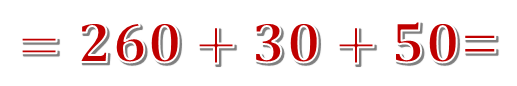 = 260 + 30 + 50=